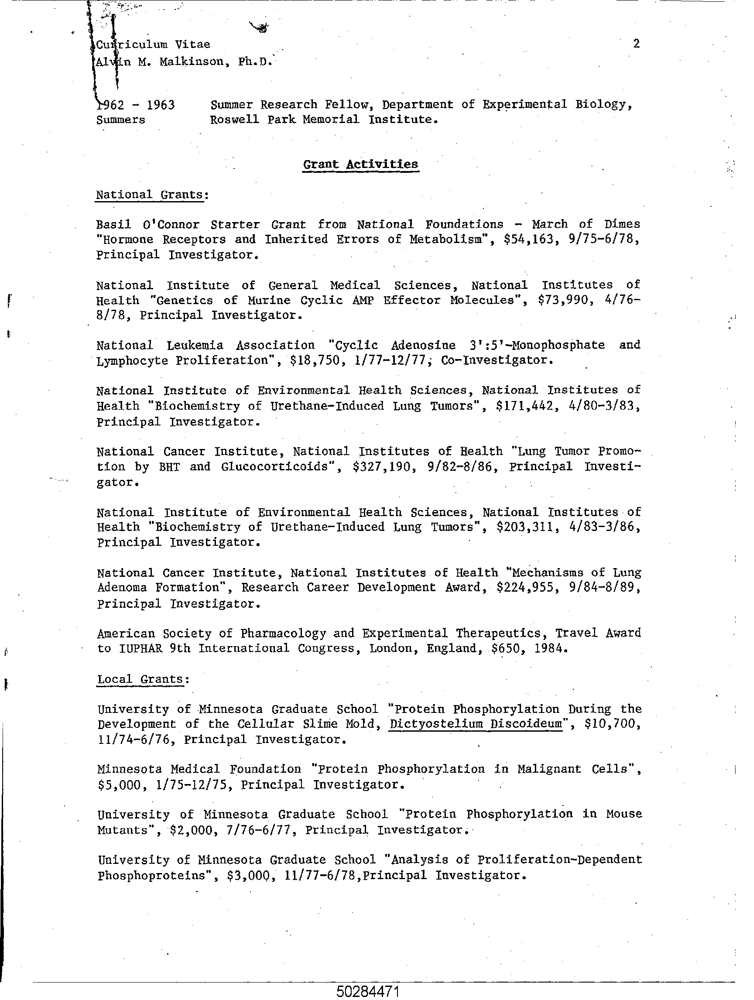 Curriculum Vitae 2
Alvin M. Malkinson, Ph.D.
1962 - 1963 Summer Research Fellow, Department of Experimental Biology,
Summers Roswell Park Memorial Institute.
Grant Activities
National Grants:
Basil O'Connor Starter Grant from National Foundations - March of Dimes
"Hormone Receptors and Inherited Errors of Metabolism", $54,163, 9/75-6/78,
Principal Investigator.
National Institute of General Medical Sciences, National Institutes of
Health "Genetics of Murine Cyclic AMP Effector Molecules", $73,990, 4/76-
8/78, Principal Investigator.
National Leukemia Association "Cyclic Adenosine 3':5'-Monophosphate and
Lymphocyte Proliferation", $18,750, 1/77-12/77, Co-Investigator.
National Institute of Environmental Health Sciences, National Institutes of
Health "Biochemistry of Urethane-Induced Lung Tumors", $171,442, 4/80-3/83,
Principal Investigator.
National Cancer Institute, National Institutes of Health "Lung Tumor Promo-
tion by BHT and Glucocorticoids", $327,190, 9/82-8/86, Principal Investi-
gator.
National Institute of Environmental Health Sciences, National Institutes of
Health "Biochemistry of Urethane-Induced Lung Tumors", $203,311, 4/83-3/86,
Principal Investigator.
National Cancer Institute, National Institutes of Health "Mechanisms of Lung
Adenoma Formation", Research Career Development Award, $224,955, 9/84-8/89,
Principal Investigator.
American Society of Pharmacology and Experimental Therapeutics, Travel Award
to IUPHAR 9th International Congress, London, England, $650, 1984.
Local Grants:
University of Minnesota Graduate School "Protein Phosphorylation During the
Development of the Cellular Slime Mold, Dictyostelium Discoideum", $10,700,
11/74-6/76, Principal Investigator.
Minnesota Medical Foundation "Protein Phosphorylation in Malignant Cells",
$5,000, 1/75-12/75, Principal Investigator.
University of Minnesota Graduate School "Protein Phosphorylation in Mouse
Mutants", $2,000, 7/76-6/77, Principal Investigator.
University of Minnesota Graduate School "Analysis of Proliferation-Dependent
Phosphoproteins", $3,000, 11/77-6/78,Principal Investigator.
50284471